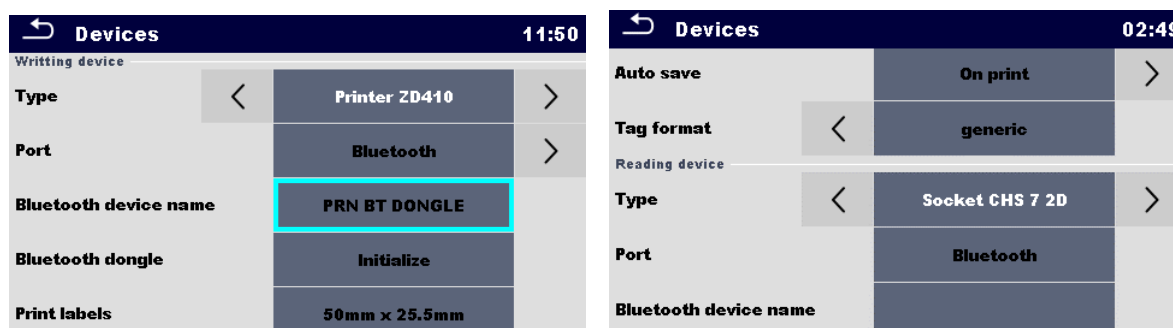 Devices 11:50
Writting device
Type Printer ZD410
Port Bluetooth
Bluetooth device name PRN BT DONGLE
Bluetooth dongle Initialize
Print labels 50mm x 25.5mm
Devices 02:49
Auto save On print
Tag format generic
Reading device
Type Socket CHS 7 2D
Port Bluetooth
Bluetooth device name